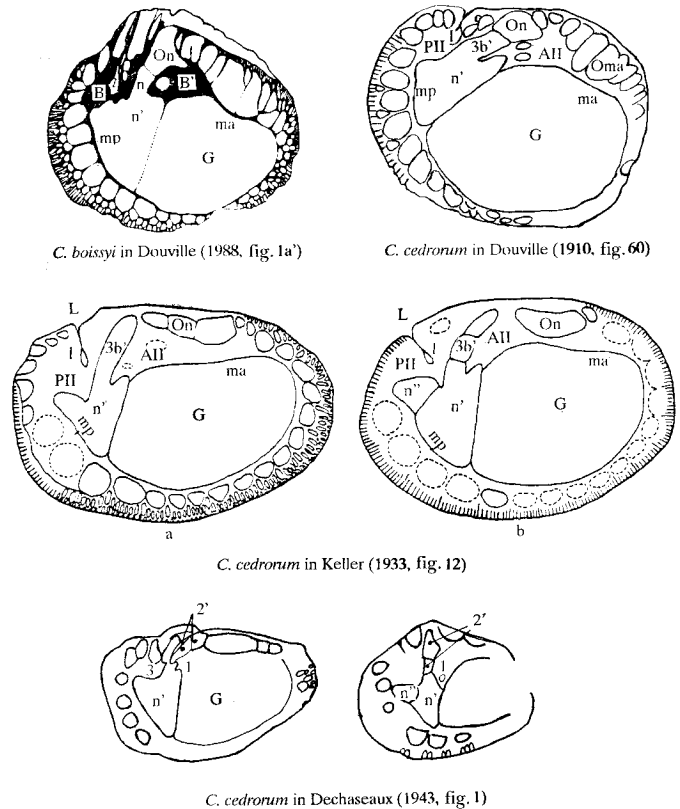 On
B
n
B'
n'
mp
ma
G
C. boissyi in Douville (1988, fig. 1a')
On
PII
l
3b'
AII
Oma
mp
n'
ma
G
C. cedrorum in Douville (1910, fig. 60)
L
On
l
3b'
AII
PII
ma
n'
mp
G
a
L
l
On
3b'
AII
PII
ma
n''
n'
mp
G
b
C. cedrorum in Keller (1933, fig. 12)
2'
3
1
n'
G
2'
1
n''
n'
C. cedrorum in Dechaseaux (1943, fig. 1)